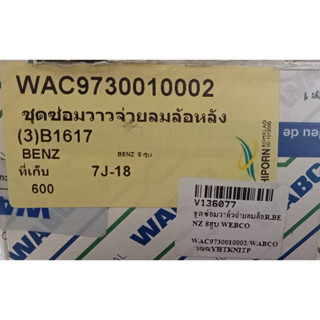 WAC9730010002
ชุดซ่อมวาวจ่ายลมล้อหลัง
(3)B1617
BENZ
BENZ 8 สูบ
ที่เก็บ
7J-18
600
HIPORN
V136077
ชุดซ่อมวาล์วจ่ายลมล้อR.BE
NZ 8สูบ WEBCO
WAC9730010002/WABCO